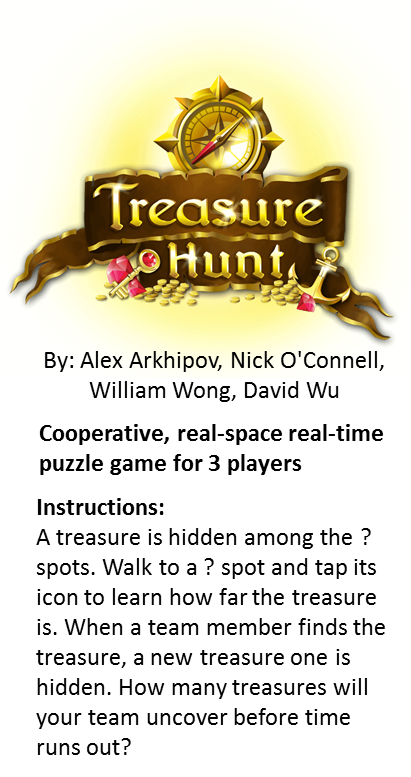 Treasure
Hunt
By: Alex Arkhipov, Nick O'Connell,
William Wong, David Wu
Cooperative, real-space real-time
puzzle game for 3 players
Instructions:
A treasure is hidden among the ?
spots. Walk to a ? spot and tap its
icon to learn how far the treasure
is. When a team member finds the
treasure, a new treasure one is
hidden. How many treasures will
your team uncover before time
runs out?